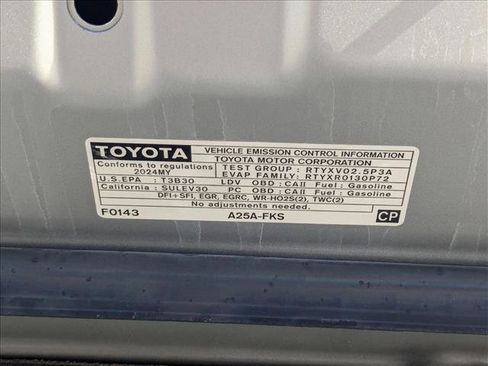 TOYOTA VEHICLE EMISSION CONTROL INFORMATION
TOYOTA MOTOR CORPORATION
Conforms to regulations TEST GROUP : RTYXV02.5P3A
2024MY EVAP FAMILY: RTYXR0130P72
U.S.EPA : T3B30 LDV OBD : CAII Fuel : Gasoline
California : SULEV30 PC OBD : CAII Fuel : Gasoline
DFI+SFI, EGR, EGRC, WR-HO2S(2), TWC(2)
No adjustments needed.
F0143 A25A-FKS CP